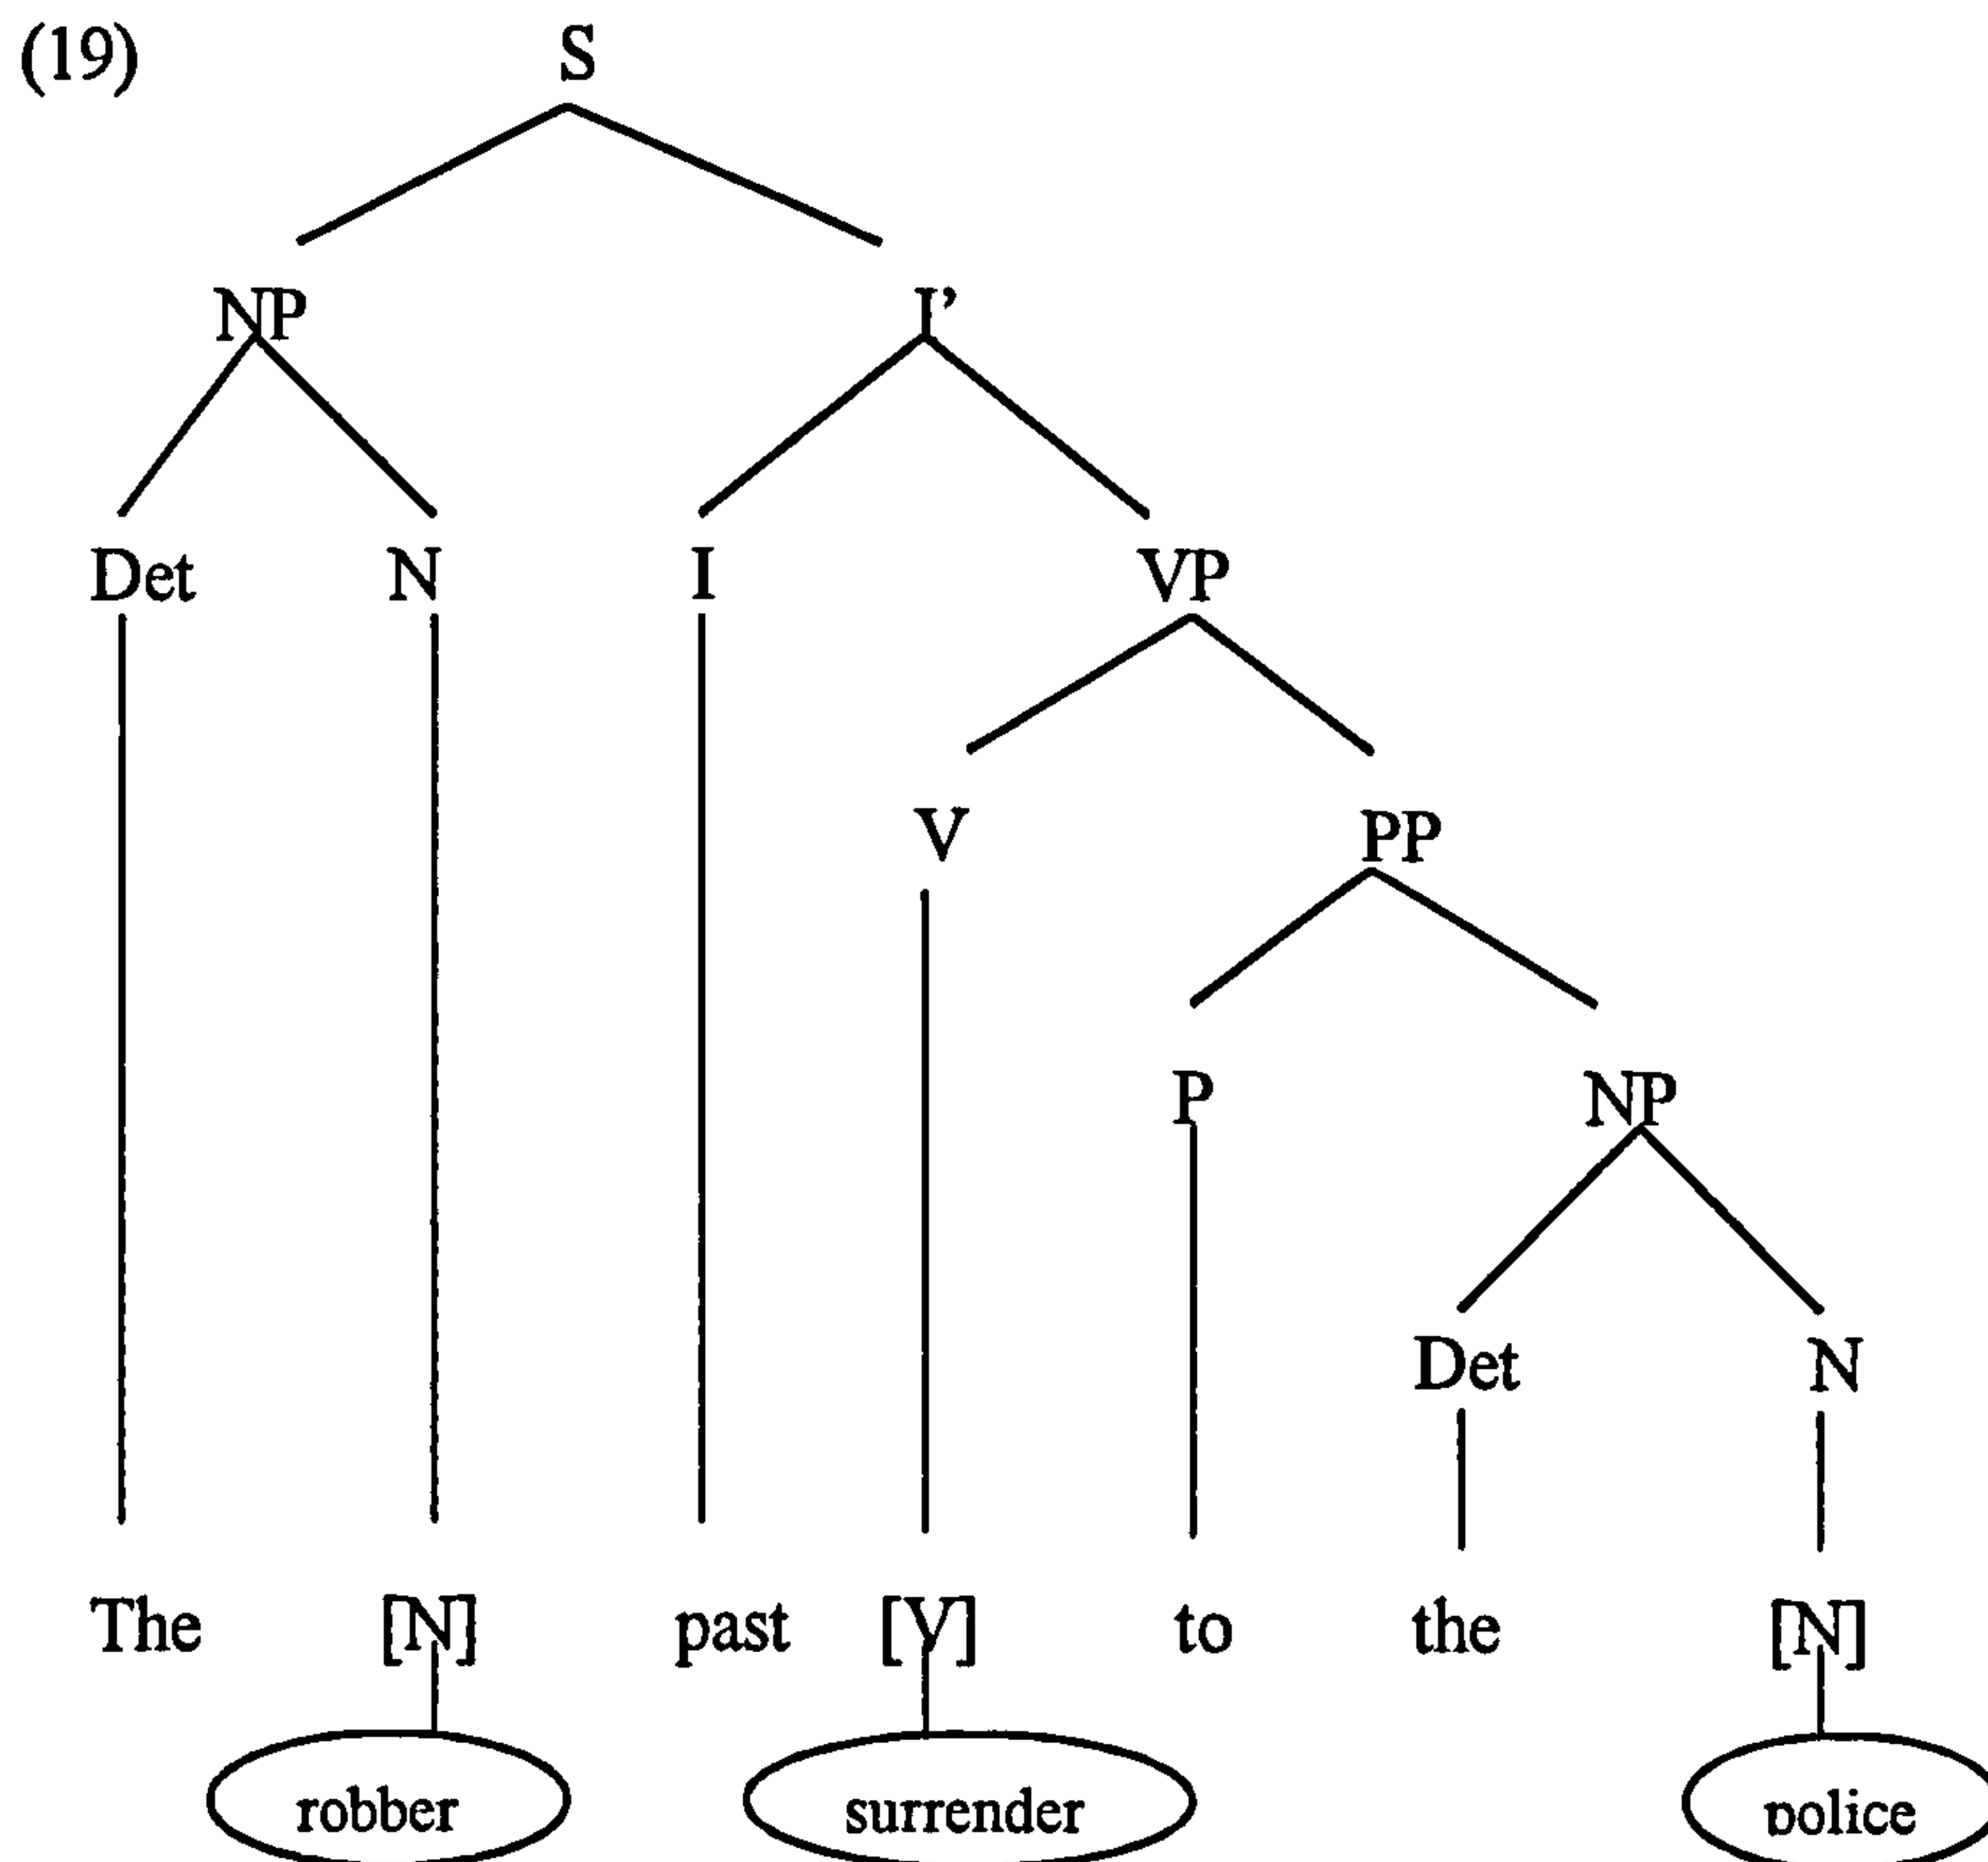 (19) S
NP I’
Det N I VP
V PP
P NP
Det N
The [N] past [V] to the [N]
robber surrender police